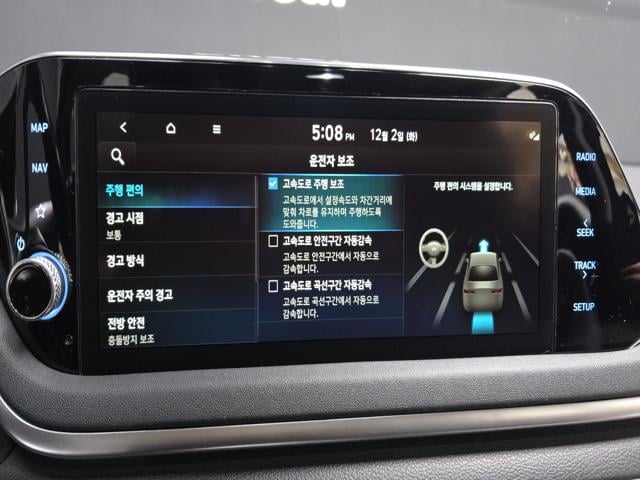 5:08 PM 12월 2일 (화)
운전자 보조
MAP
NAV
RADIO
MEDIA
SEEK
TRACK
SETUP
주행 편의
경고 시점
보통
경고 방식
운전자 주의 경고
전방 안전
충돌방지 보조
고속도로 주행 보조
고속도로에서 설정속도와 차간거리에
맞춰 차로를 유지하며 주행하도록
도와줍니다.
고속도로 안전구간 자동감속
고속도로 안전구간에서 자동으로
감속합니다.
고속도로 곡선구간 자동감속
고속도로 곡선구간에서 자동으로
감속합니다.
주행 편의 시스템을 설정합니다.